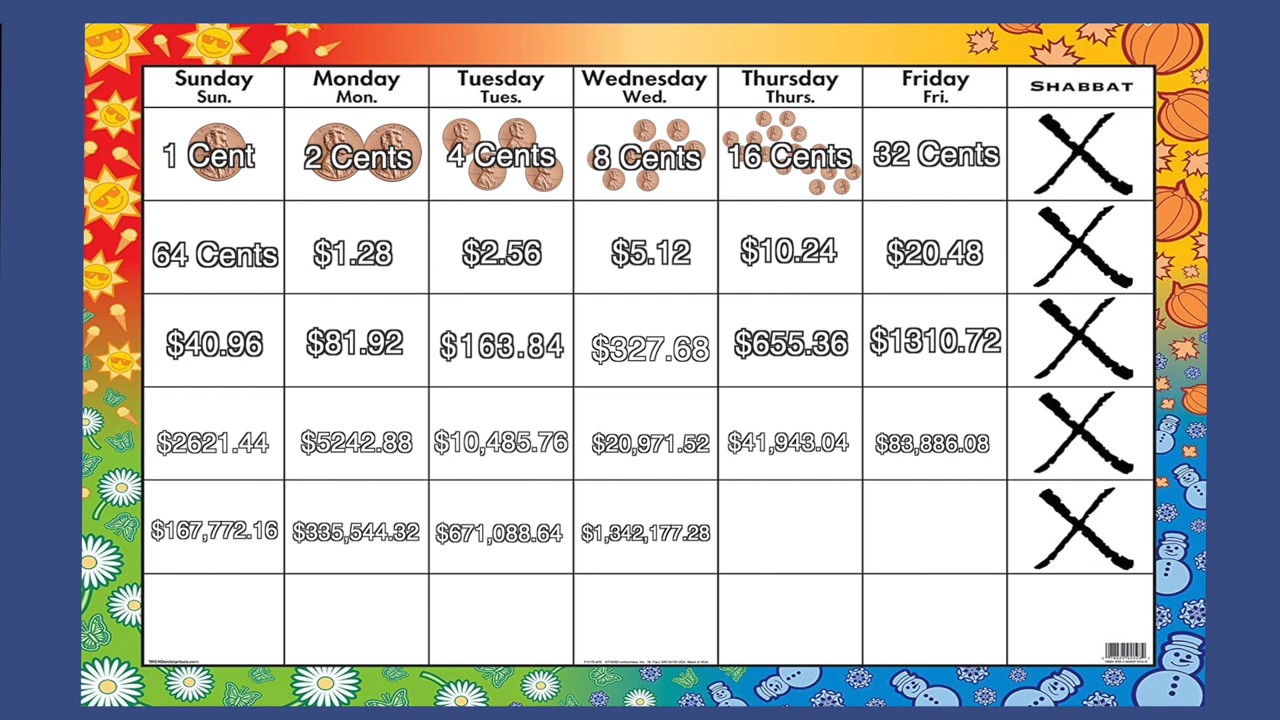 Sunday Monday Tuesday Wednesday Thursday Friday SHABBAT
Sun. Mon. Tues. Wed. Thurs. Fri.
1 Cent 2 Cents 4 Cents 8 Cents 16 Cents 32 Cents
64 Cents $1.28 $2.56 $5.12 $10.24 $20.48
$40.96 $81.92 $163.84 $327.68 $655.36 $1310.72
$2621.44 $5242.88 $10,485.76 $20,971.52 $41,943.04 $83,886.08
$167,772.16 $335,544.32 $671,088.64 $1,342,177.28